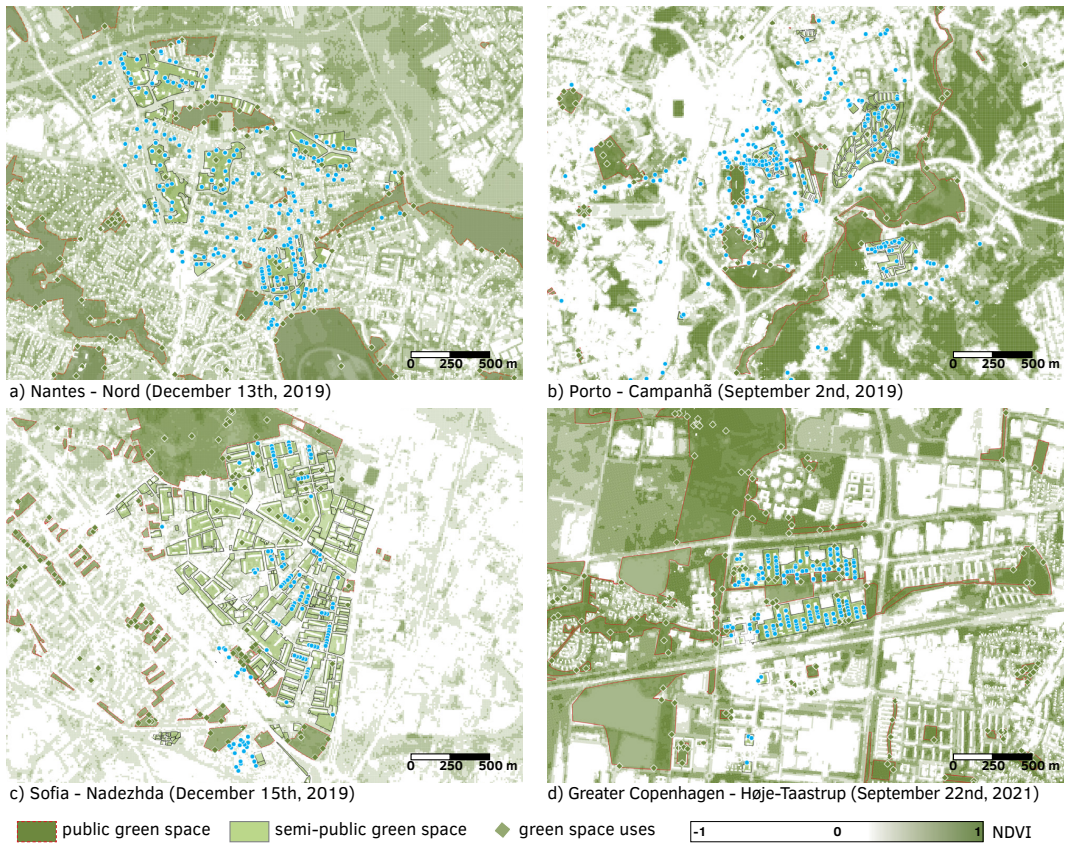 0 250 500 m
0 250 500 m
a) Nantes - Nord (December 13th, 2019)
b) Porto - Campanhã (September 2nd, 2019)
0 250 500 m
0 250 500 m
c) Sofia - Nadezhda (December 15th, 2019)
d) Greater Copenhagen - Høje-Taastrup (September 22nd, 2021)
public green space
semi-public green space
green space uses
-1 0 1 NDVI